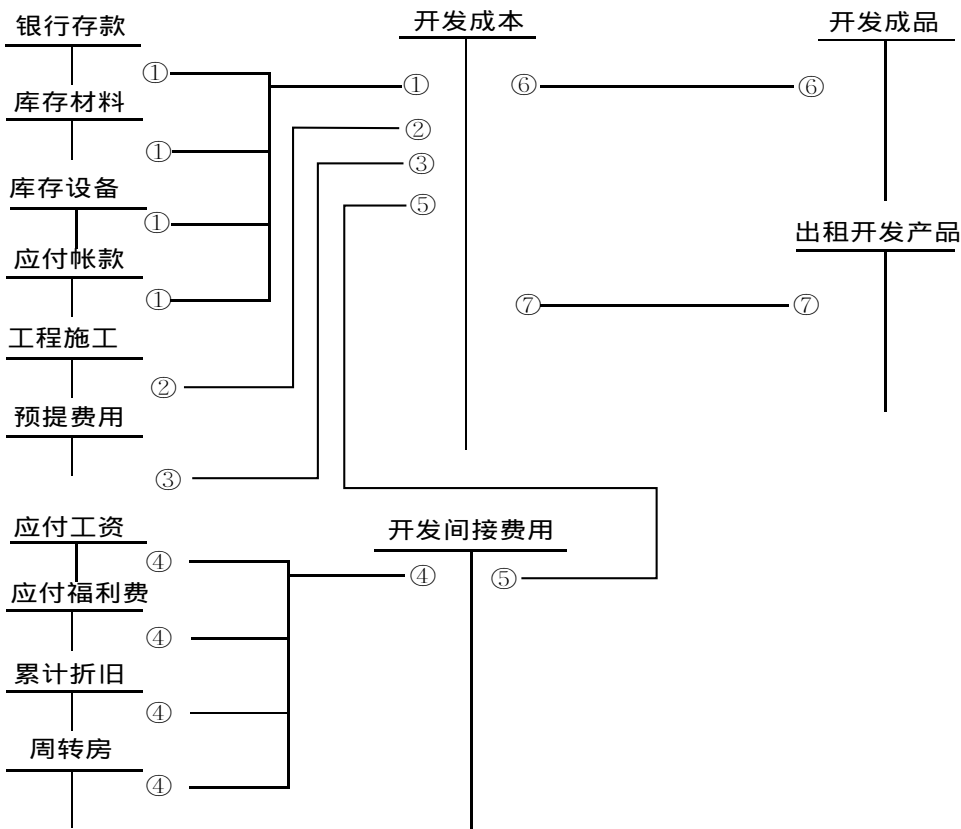 银行存款 开发成本 开发成品
① ① ⑥ ⑥
库存材料
② 
① ③
库存设备
⑤
① 出租开发产品
应付帐款
① ⑦ ⑦
工程施工
②
预提费用
③
应付工资 开发间接费用
④ ④ ⑤
应付福利费
④
累计折旧
④
周转房
④